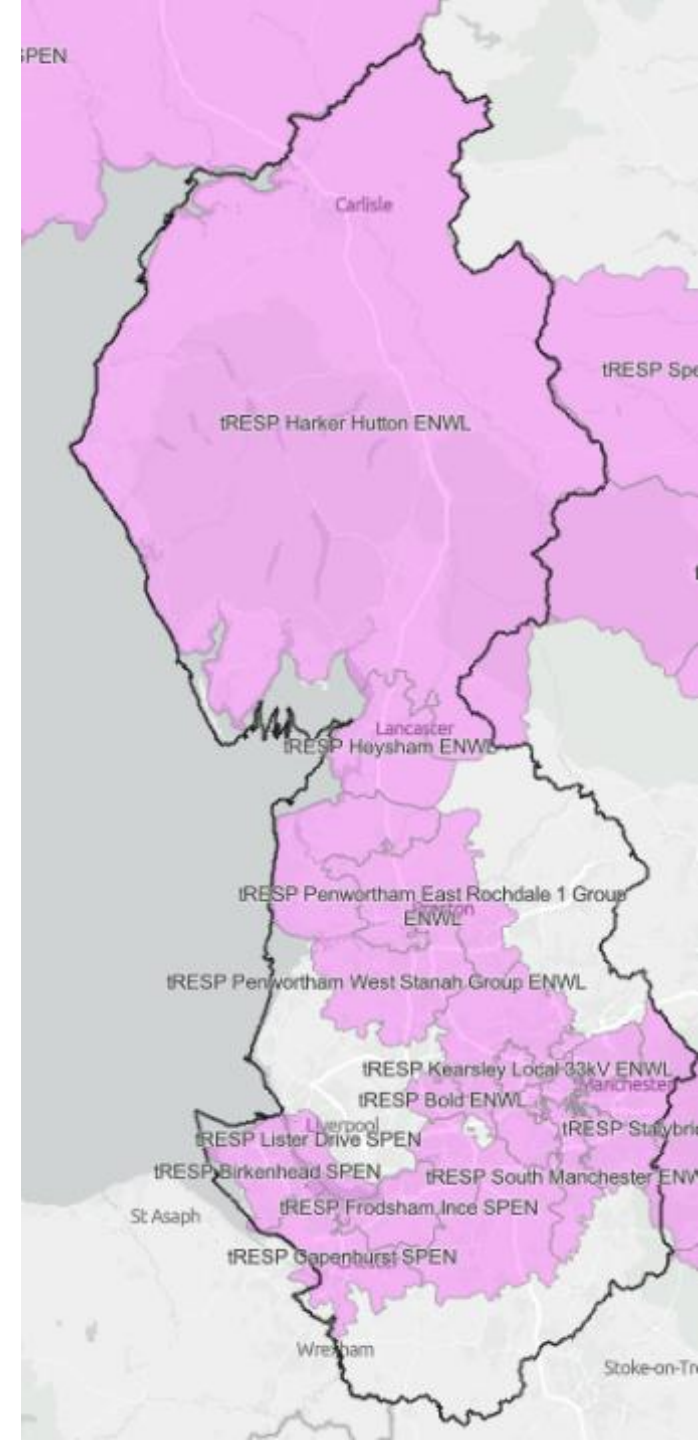 SPEN
Carlisle
tRESP Spe
tRESP Harker Hutton ENWL
Lancaster
tRESP Heysham ENWL
tRESP Penwortham East Rochdale 1 Group
ENWL
Preston
tRESP Penwortham West Stanah Group ENWL
tRESP Kearsley Local 33kV ENWL
Manchester
tRESP Bold ENWL
Liverpool
tRESP Stalybrid
tRESP Lister Drive SPEN
tRESP Birkenhead SPEN
tRESP South Manchester ENW
St Asaph
tRESP Frodsham Ince SPEN
tRESP Capenhurst SPEN
Wrexham
Stoke-on-Tre